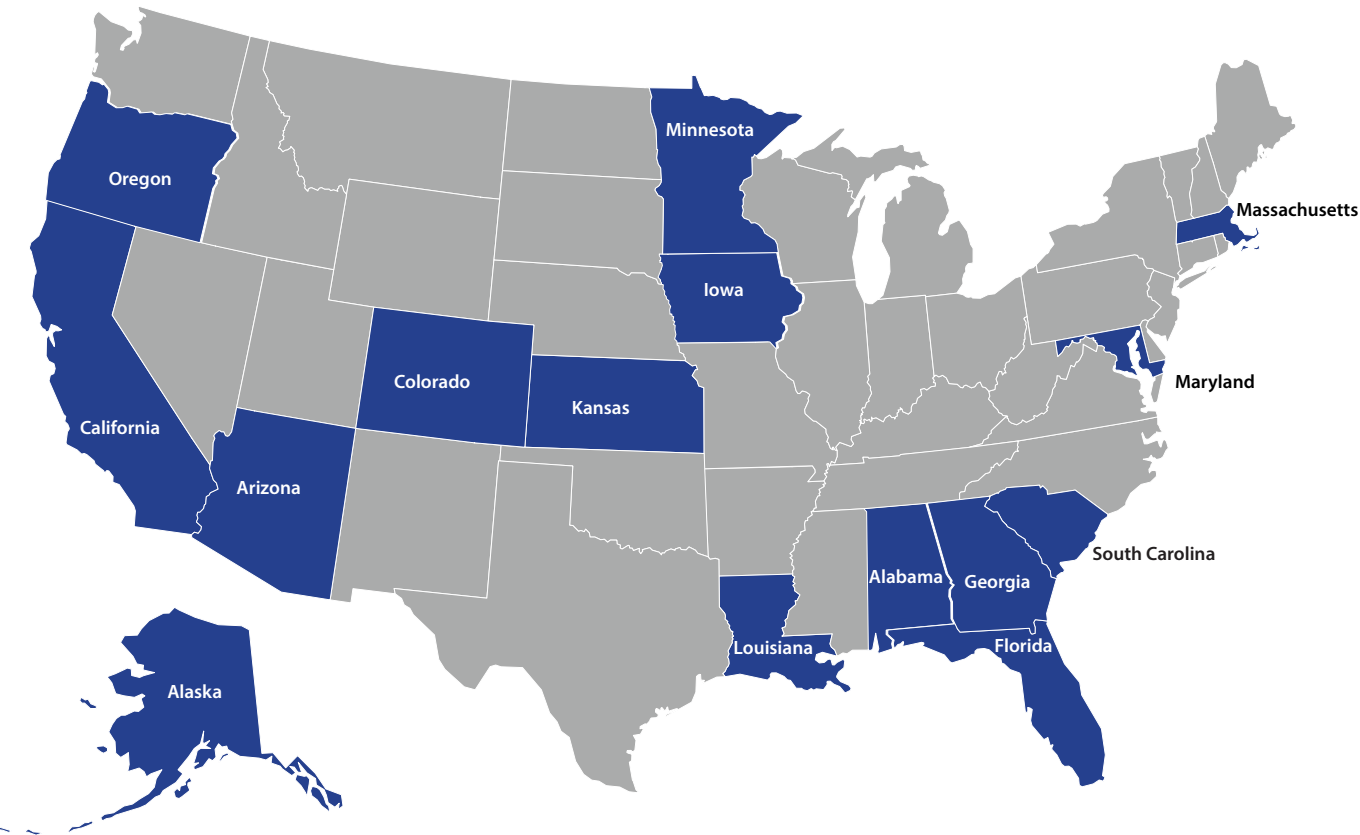 Minnesota
Oregon
Massachusetts
Iowa
Colorado
Maryland
Kansas
California
Arizona
South Carolina
Alabama
Georgia
Florida
Louisiana
Alaska